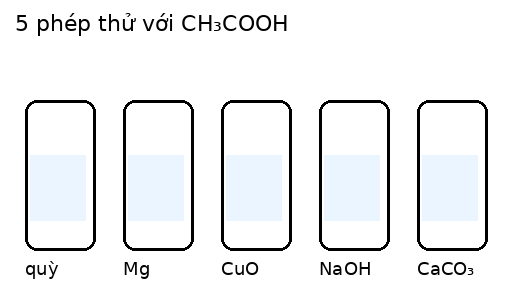 5 phép thử với CH₃COOH
quỳ Mg CuO NaOH CaCO₃